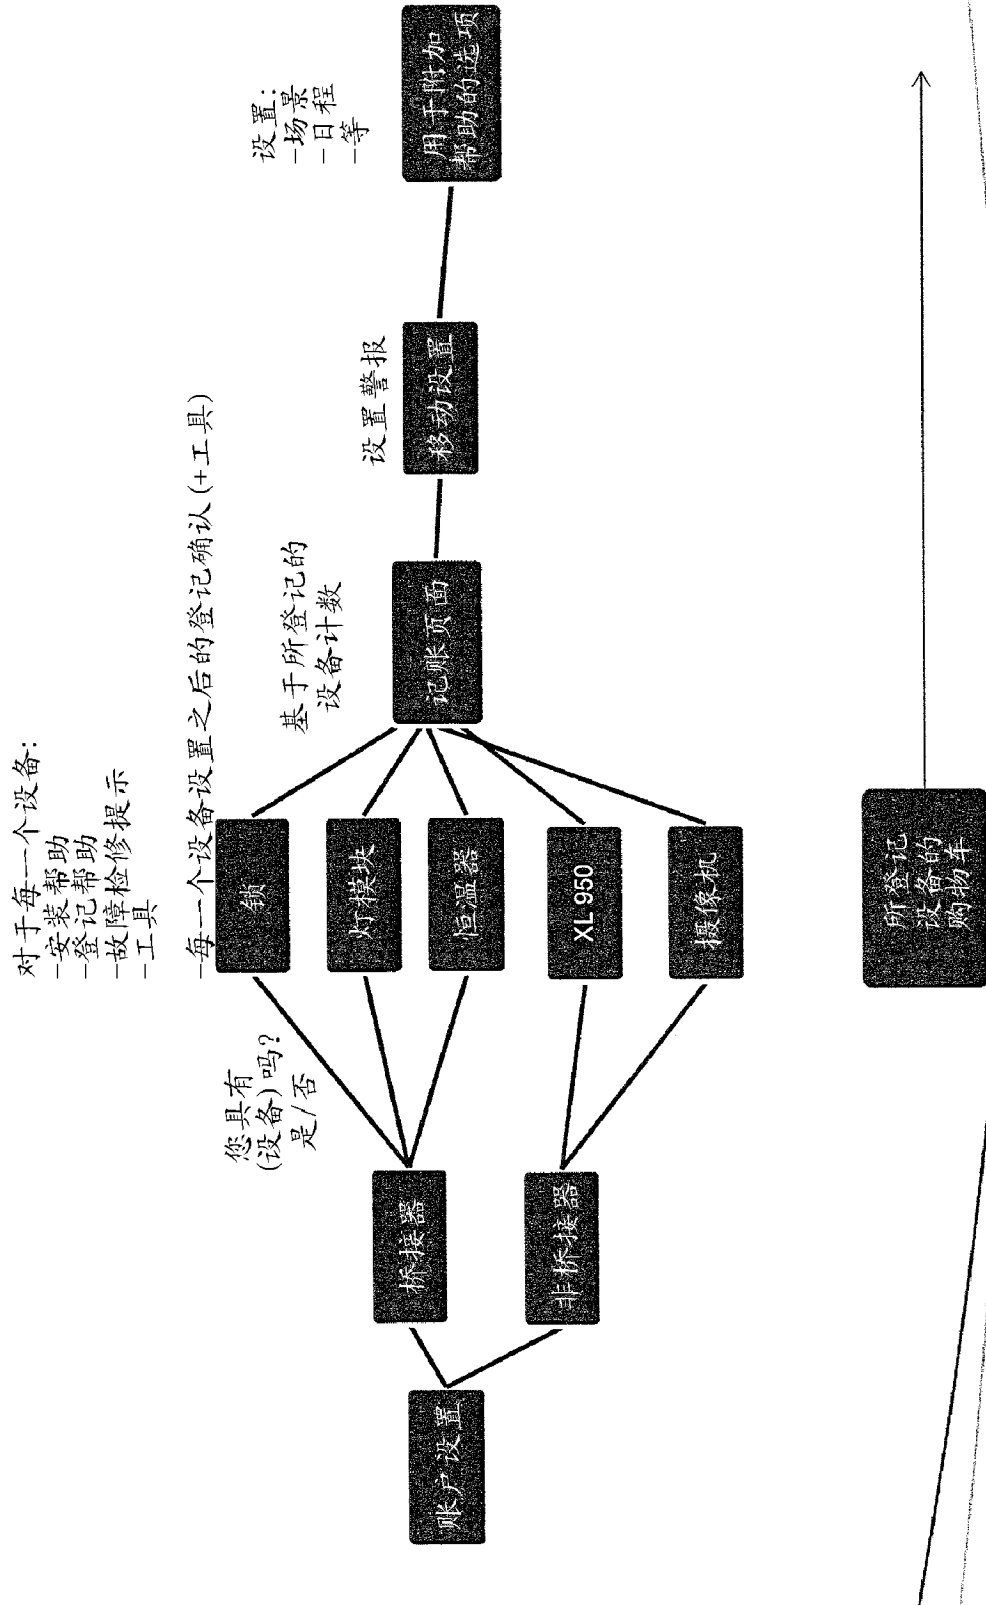 对于每一个设备:
-安装帮助
-登记帮助
-故障检修提示
-工具
-每一个设备设置之后的登记确认(+工具)
您具有
(设备)吗?
是/否
基于所登记的
设备计数
设置警报
设置:
-场景
-日程
-等
账户设置
桥接器
非桥接器
锁
灯模块
恒温器
XL 950
摄像机
记账页面
移动设置
用于附加
帮助的选项
所登记
设备的
购物车